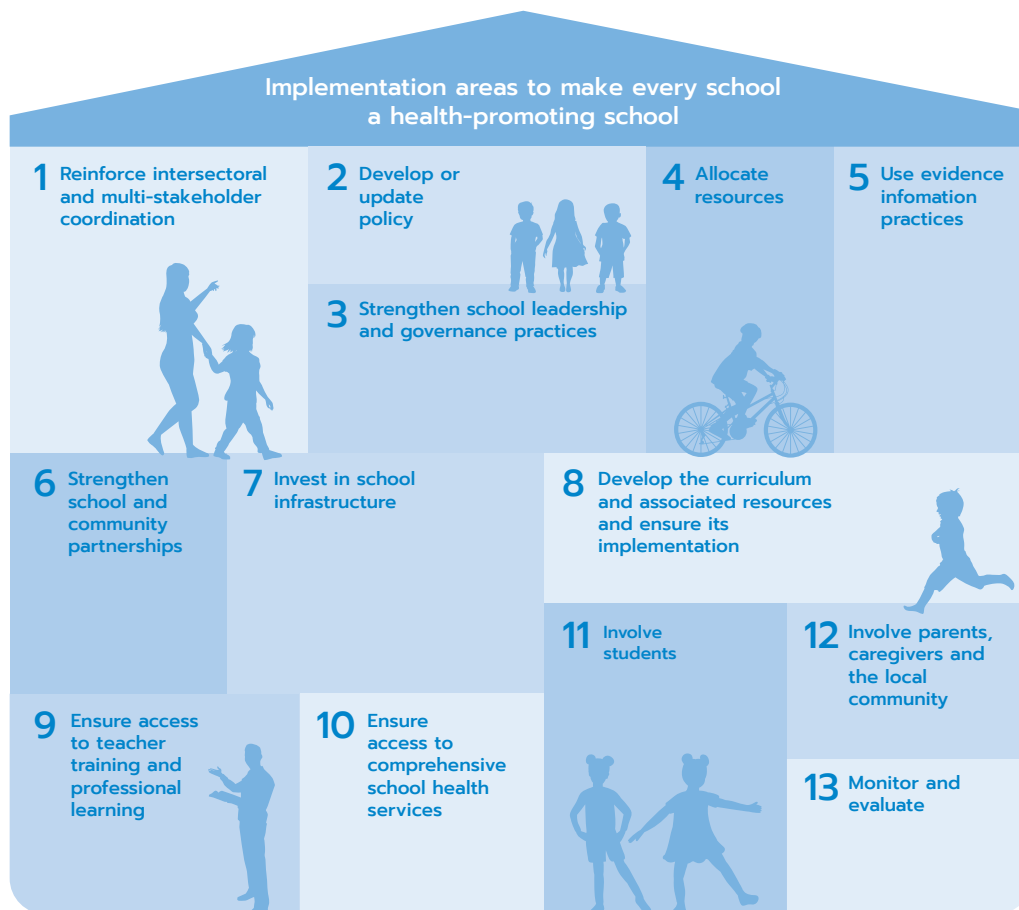 Implementation areas to make every school
a health-promoting school
1 Reinforce intersectoral
and multi-stakeholder
coordination
2 Develop or
update
policy
3 Strengthen school leadership
and governance practices
4 Allocate
resources
5 Use evidence
infomation
practices
6 Strengthen
school and
community
partnerships
7 Invest in school
infrastructure
8 Develop the curriculum
and associated resources
and ensure its
implementation
9 Ensure access
to teacher
training and
professional
learning
10 Ensure
access to
comprehensive
school health
services
11 Involve
students
12 Involve parents,
caregivers and
the local
community
13 Monitor and
evaluate